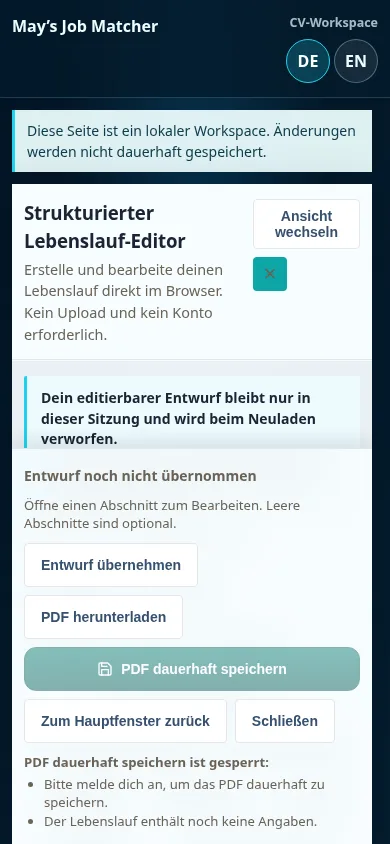 May's Job Matcher
CV-Workspace
DE
EN
Diese Seite ist ein lokaler Workspace. Änderungen
werden nicht dauerhaft gespeichert.
Strukturierter
Lebenslauf-Editor
Ansicht
wechseln
Erstelle und bearbeite deinen
Lebenslauf direkt im Browser.
Kein Upload und kein Konto
erforderlich.
Dein editierbarer Entwurf bleibt nur in
dieser Sitzung und wird beim Neuladen
verworfen.
Entwurf noch nicht übernommen
Öffne einen Abschnitt zum Bearbeiten. Leere
Abschnitte sind optional.
Entwurf übernehmen
PDF herunterladen
PDF dauerhaft speichern
Zum Hauptfenster zurück
Schließen
PDF dauerhaft speichern ist gesperrt:
• Bitte melde dich an, um das PDF dauerhaft zu
speichern.
• Der Lebenslauf enthält noch keine Angaben.